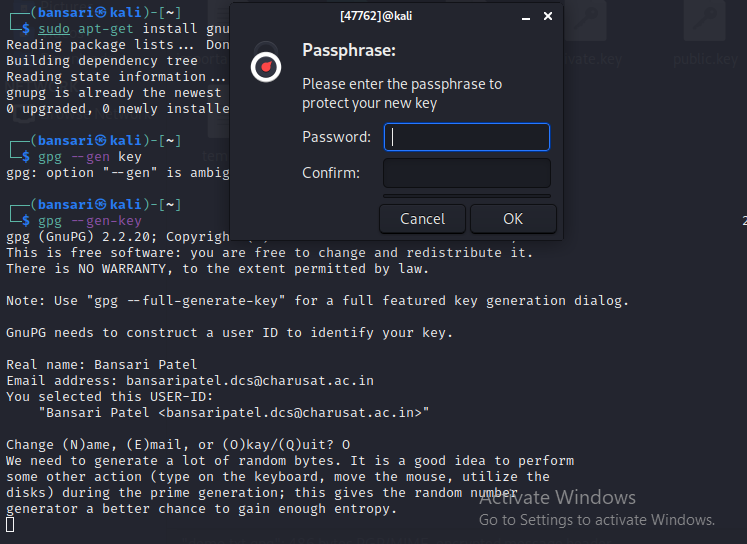 ┌──(bansari㉿kali)-[~]
└─$ sudo apt-get install gnu
Reading package lists... Don
Building dependency tree
Reading state information...
gnupg is already the newest
0 upgraded, 0 newly installe
┌──(bansari㉿kali)-[~]
└─$ gpg --gen key
gpg: option "--gen" is ambig
┌──(bansari㉿kali)-[~]
└─$ gpg --gen-key
gpg (GnuPG) 2.2.20; Copyrigh
This is free software: you are free to change and redistribute it.
There is NO WARRANTY, to the extent permitted by law.
Note: Use "gpg --full-generate-key" for a full featured key generation dialog.
GnuPG needs to construct a user ID to identify your key.
Real name: Bansari Patel
Email address: bansaripatel.dcs@charusat.ac.in
You selected this USER-ID:
"Bansari Patel <bansaripatel.dcs@charusat.ac.in>"
Change (N)ame, (E)mail, or (O)kay/(Q)uit? O
We need to generate a lot of random bytes. It is a good idea to perform
some other action (type on the keyboard, move the mouse, utilize the
disks) during the prime generation; this gives the random number
generator a better chance to gain enough entropy.
[47762]@kali
Passphrase:
Please enter the passphrase to
protect your new key
Password:
Confirm:
Cancel OK
public.key
2
Activate Windows
Go to Settings to activate Windows.